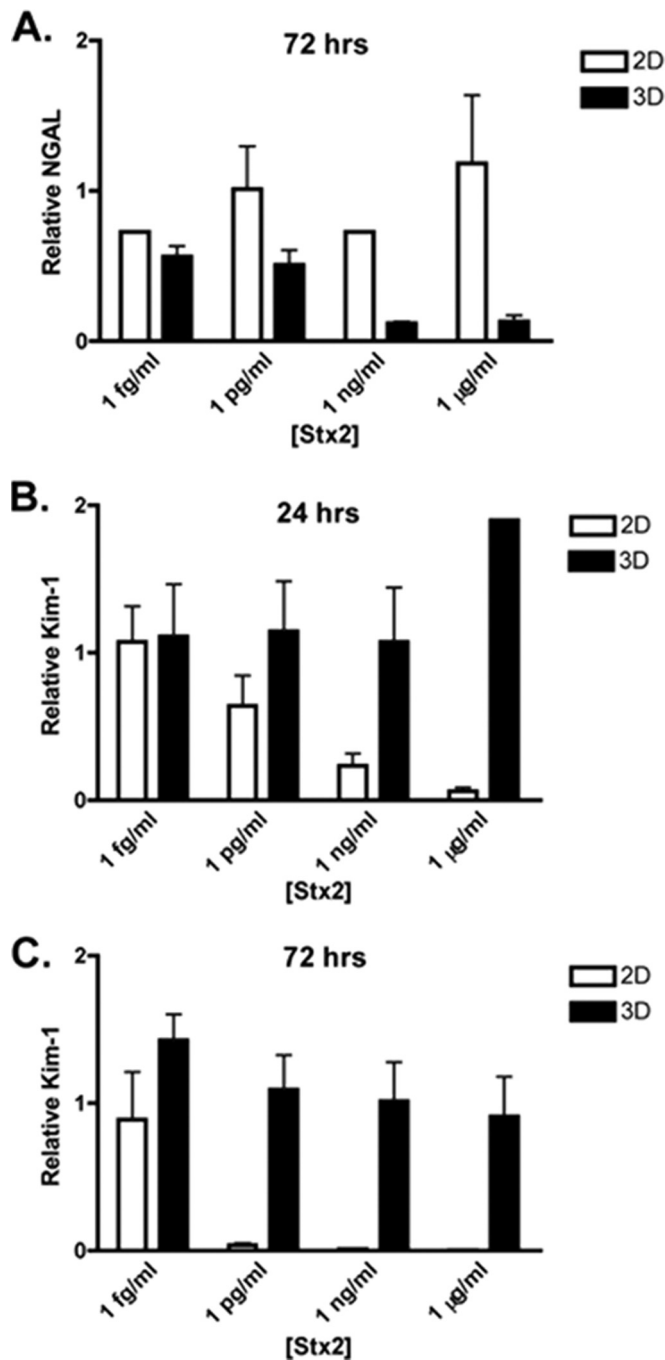 A.
72 hrs
2D
3D
Relative NGAL
2
1
0
1 fg/ml
1 pg/ml
1 ng/ml
1 µg/ml
[Stx2]
B.
24 hrs
2D
3D
Relative Kim-1
2
1
0
1 fg/ml
1 pg/ml
1 ng/ml
1 µg/ml
[Stx2]
C.
72 hrs
2D
3D
Relative Kim-1
2
1
0
1 fg/ml
1 pg/ml
1 ng/ml
1 µg/ml
[Stx2]